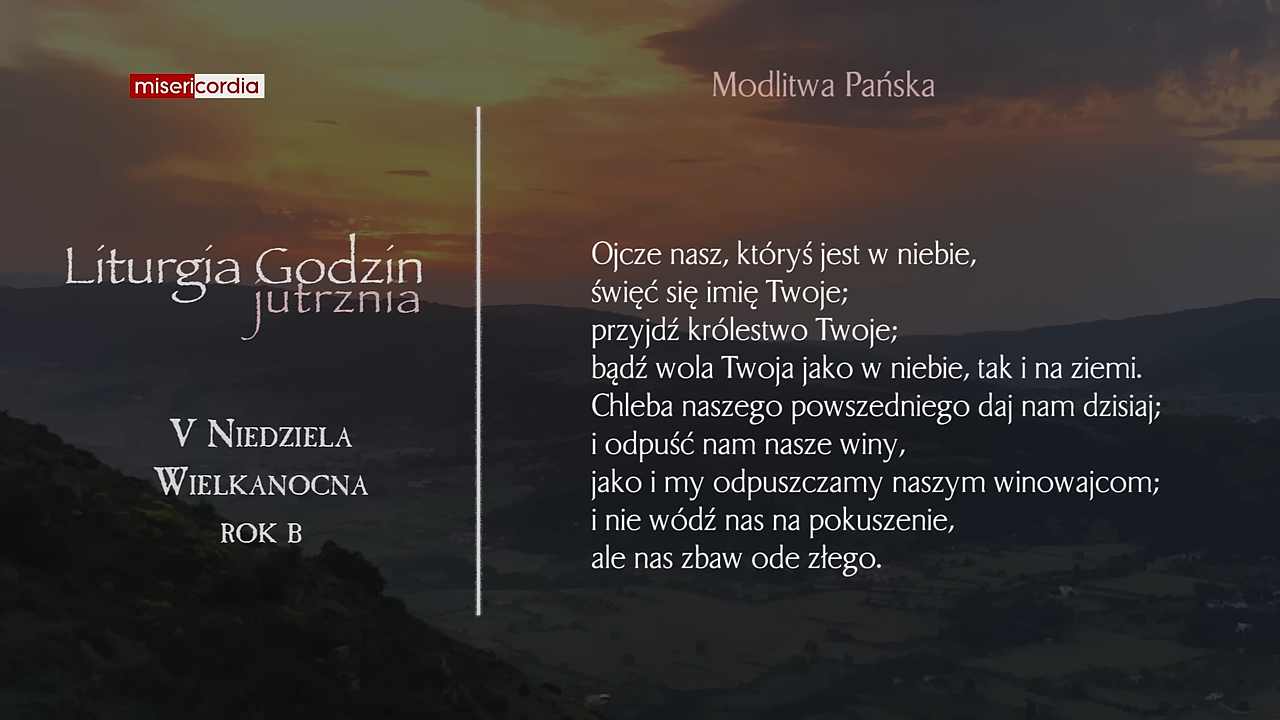 misericordia
Liturgia Godzin
jutrznia
V Niedziela
Wielkanocna
rok B
Modlitwa Pańska
Ojcze nasz, któryś jest w niebie,
święć się imię Twoje;
przyjdź królestwo Twoje;
bądź wola Twoja jako w niebie, tak i na ziemi.
Chleba naszego powszedniego daj nam dzisiaj;
i odpuść nam nasze winy,
jako i my odpuszczamy naszym winowajcom;
i nie wódź nas na pokuszenie,
ale nas zbaw ode złego.